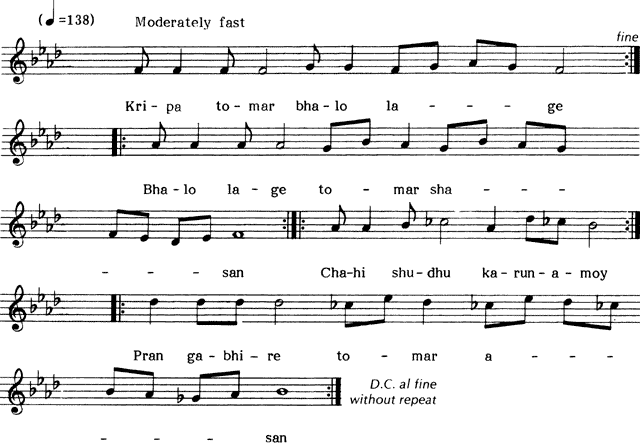 (♩=138) Moderately fast
fine
Kri - pa to - mar bha - lo la - - - ge
Bha - lo la - ge to - mar sha - - -
- - - san Cha-hi shu-dhu ka-run-a-moy
Pran ga-bhi-re to - mar a - - -
D.C. al fine
without repeat
- - - san